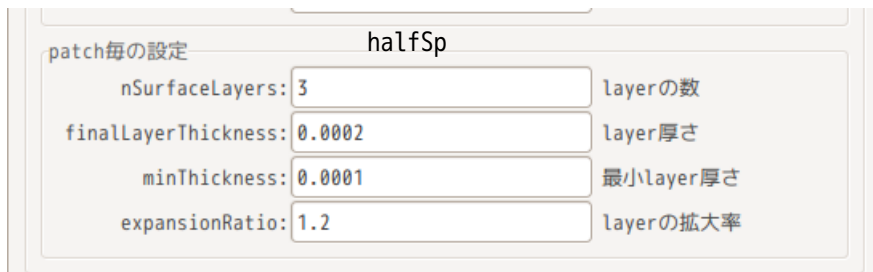 patch毎の設定 halfSp
nSurfaceLayers: 3 layerの数
finalLayerThickness: 0.0002 layer厚さ
minThickness: 0.0001 最小layer厚さ
expansionRatio: 1.2 layerの拡大率